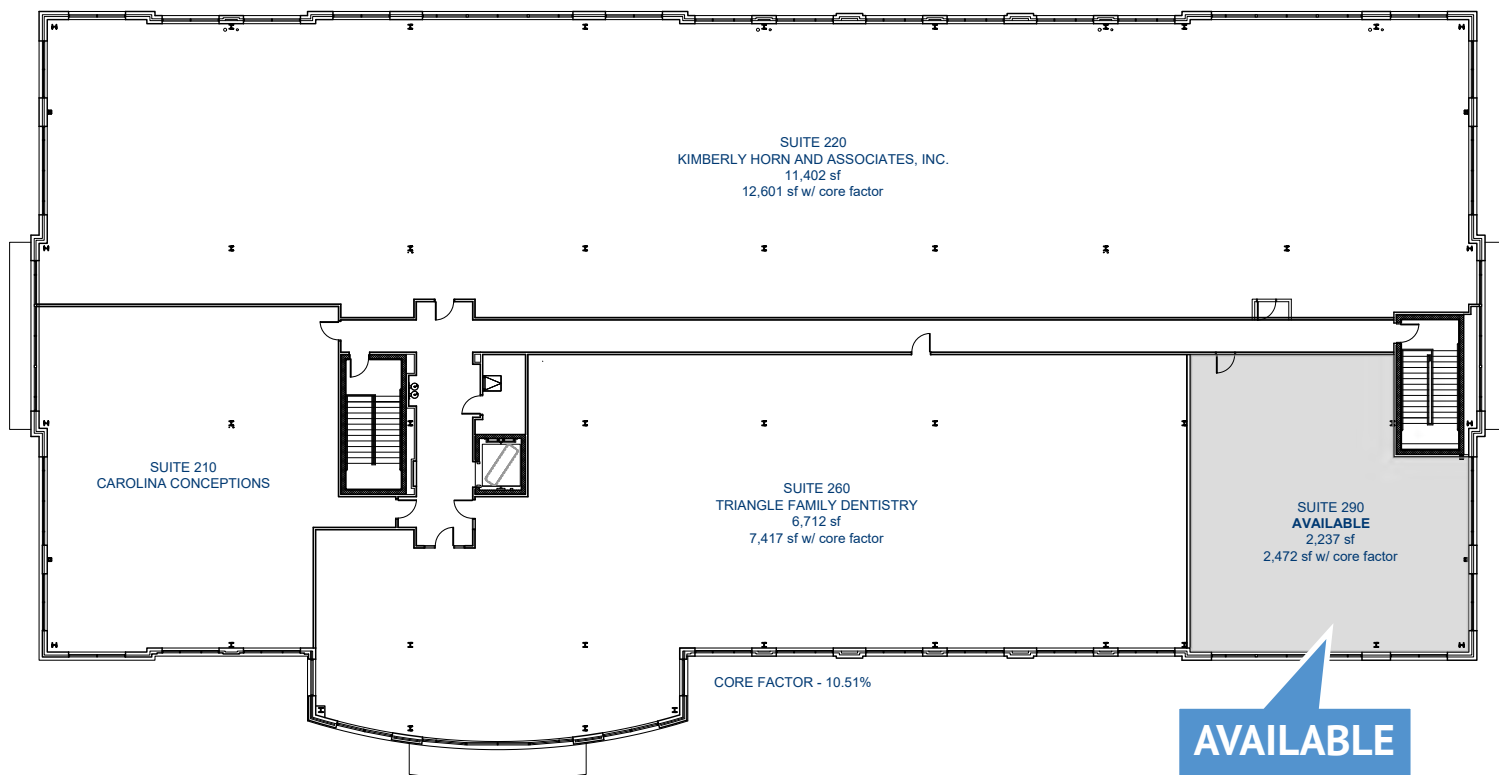 SUITE 220
KIMBERLY HORN AND ASSOCIATES, INC.
11,402 sf
12,601 sf w/ core factor
SUITE 210
CAROLINA CONCEPTIONS
SUITE 260
TRIANGLE FAMILY DENTISTRY
6,712 sf
7,417 sf w/ core factor
SUITE 290
AVAILABLE
2,237 sf
2,472 sf w/ core factor
CORE FACTOR - 10.51%
AVAILABLE